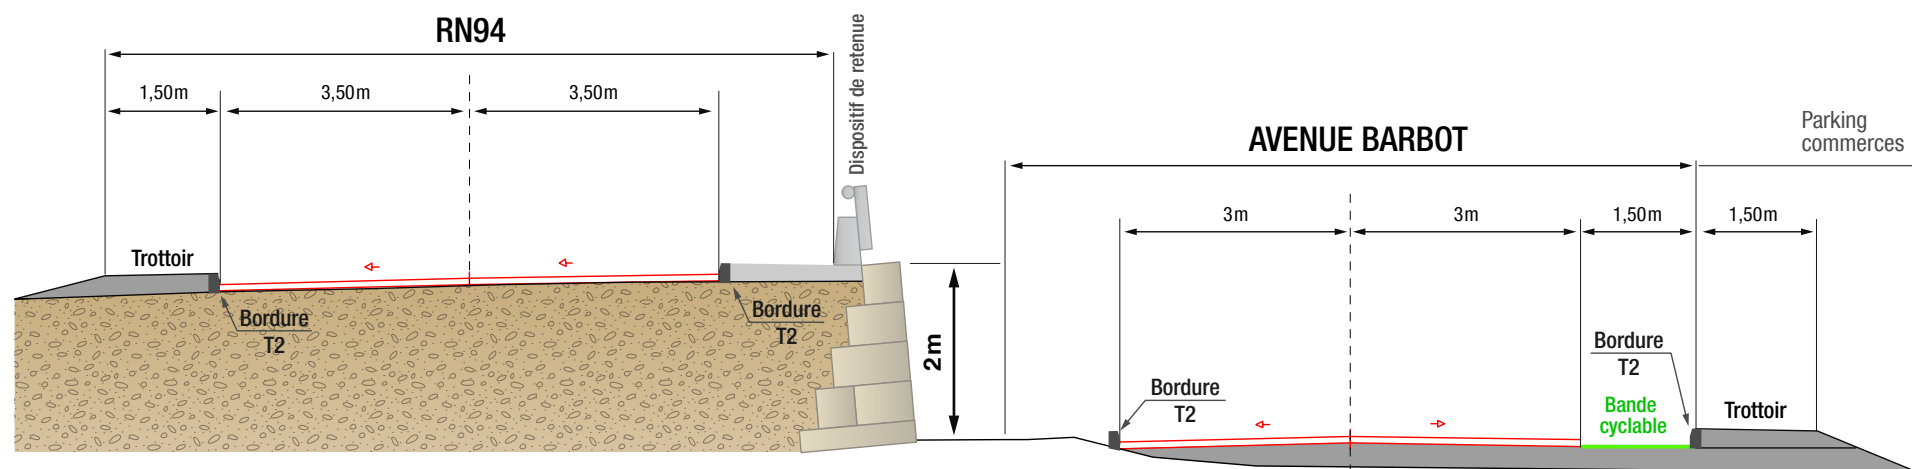 RN94
Dispositif de retenue
1,50m
3,50m
3,50m
Trottoir
Bordure
T2
Bordure
T2
2m
AVENUE BARBOT
Parking
commerces
3m
3m
1,50m
1,50m
Bordure
T2
Bordure
T2
Bande
cyclable
Trottoir